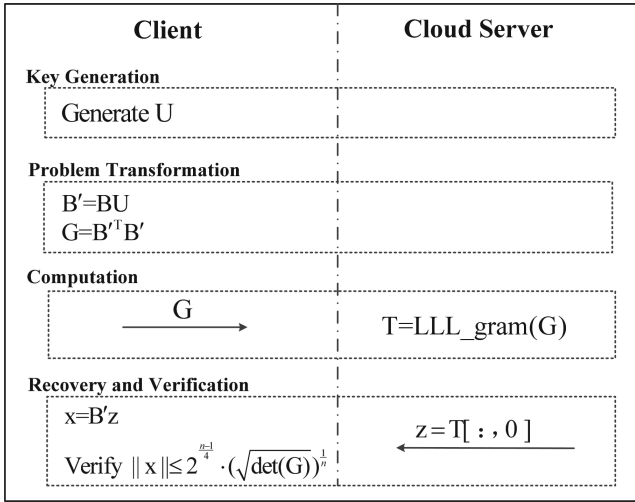 Client Cloud Server
Key Generation
Generate U
Problem Transformation
B′=BU
G=B′ᵀB′
Computation
G
T=LLL_gram(G)
Recovery and Verification
x=B′z
z=T[ : , 0 ]
Verify || x || ≤ 2^((n−1)/4) · (√det(G))^(1/n)